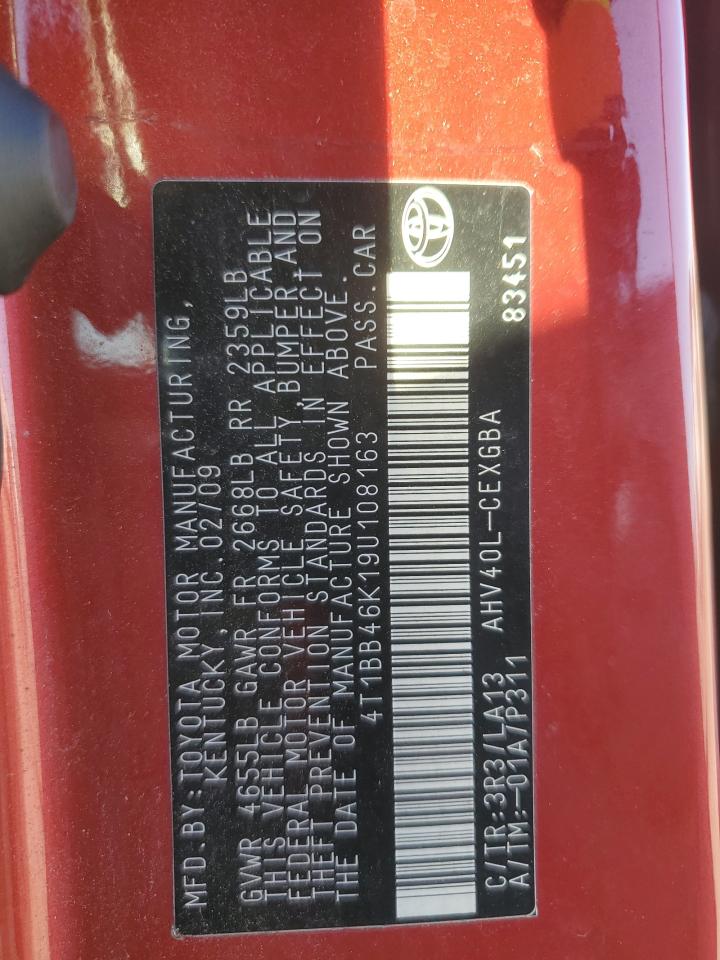 MFD.BY:TOYOTA MOTOR MANUFACTURING,
KENTUCKY, INC.02/09
GVWR 4655LB GAWR FR 2668LB RR 2359LB
THIS VEHICLE CONFORMS TO ALL APPLICABLE
FEDERAL MOTOR VEHICLE SAFETY, BUMPER AND
THEFT PREVENTION STANDARDS IN EFFECT ON
THE DATE OF MANUFACTURE SHOWN ABOVE.
4T1BB46K19U108163 PASS.CAR
C/TR:3R3/LA13 AHV40L-CEXGBA
A/TM:-01A/P311 83451